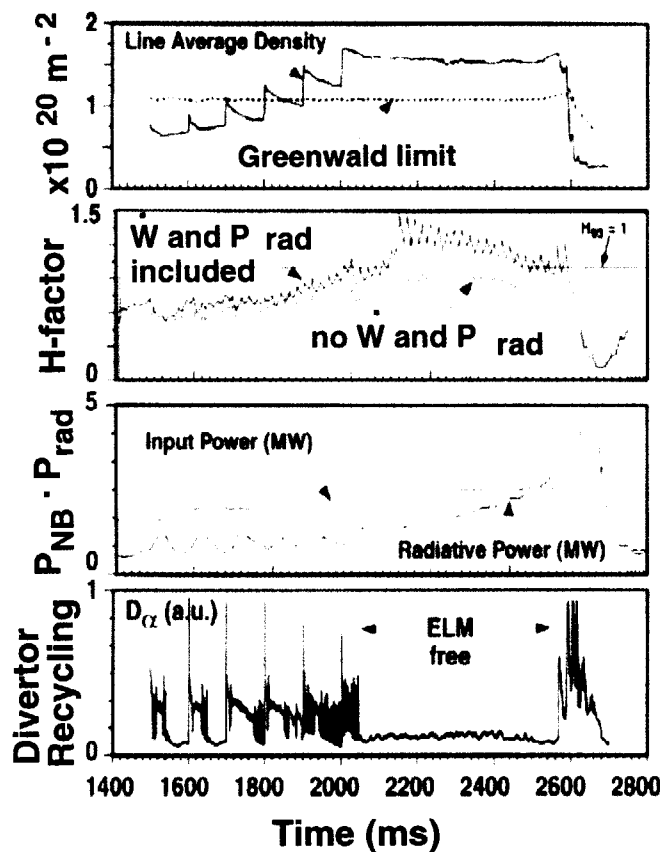 x10 20 m -2
2
1
0
Line Average Density
Greenwald limit
H-factor
1.5
0
Ẇ and P rad
included
H93 = 1
no Ẇ and P rad
PNB · Prad
5
0
Input Power (MW)
Radiative Power (MW)
Divertor
Recycling
1
0
Dα (a.u.)
ELM
free
1400 1600 1800 2000 2200 2400 2600 2800
Time (ms)